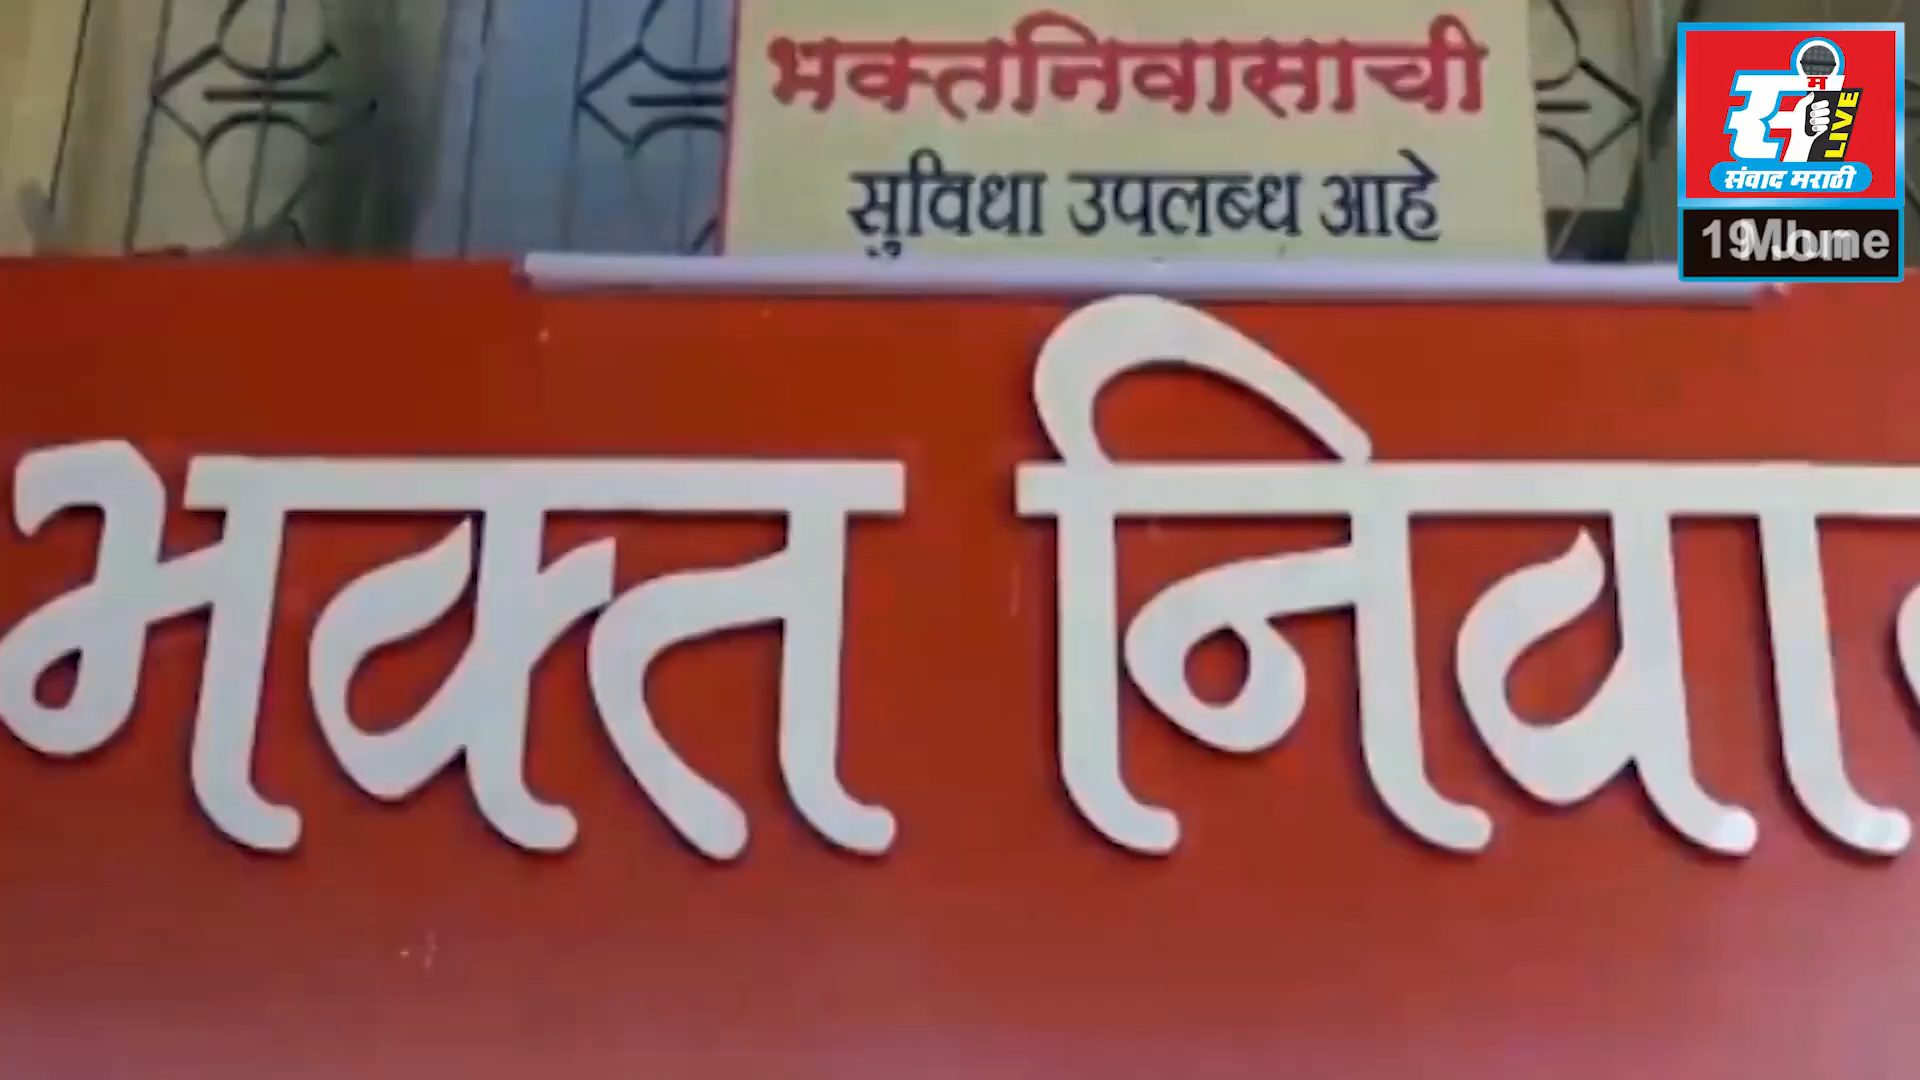 भक्तनिवासाची
सुविधा उपलब्ध आहे
LIVE
संवाद मराठी
भक्त निवा